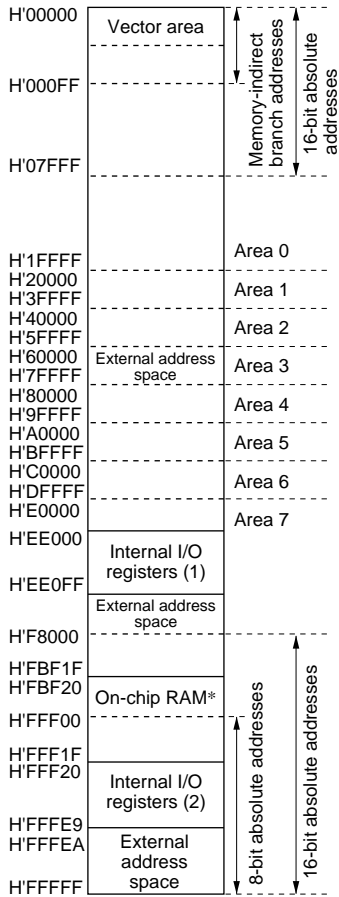 H'00000
Vector area
H'000FF
Memory-indirect
branch addresses
16-bit absolute
addresses
H'07FFF
H'1FFFF
Area 0
H'20000
H'3FFFF
Area 1
H'40000
H'5FFFF
Area 2
H'60000
H'7FFFF
External address
space
Area 3
H'80000
H'9FFFF
Area 4
H'A0000
H'BFFFF
Area 5
H'C0000
H'DFFFF
Area 6
H'E0000
Area 7
H'EE000
Internal I/O
registers (1)
H'EE0FF
External address
space
H'F8000
H'FBF1F
H'FBF20
On-chip RAM*
H'FFF00
H'FFF1F
H'FFF20
Internal I/O
registers (2)
H'FFFE9
H'FFFEA
External
address
space
H'FFFFF
8-bit absolute addresses
16-bit absolute addresses